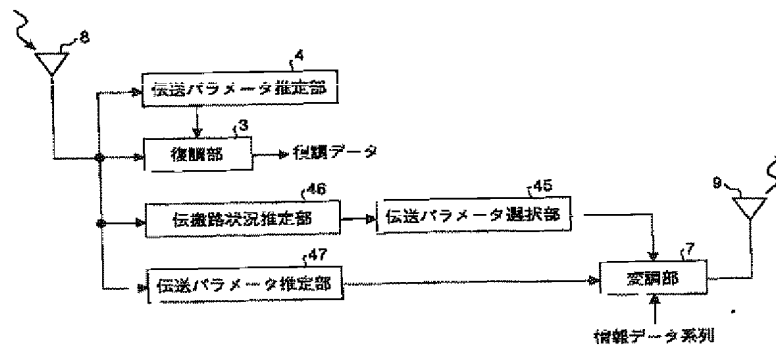 8
4
伝送パラメータ推定部
3
復調部
復調データ
46
伝搬路状況推定部
45
伝送パラメータ選択部
9
47
伝送パラメータ推定部
7
変調部
情報データ系列